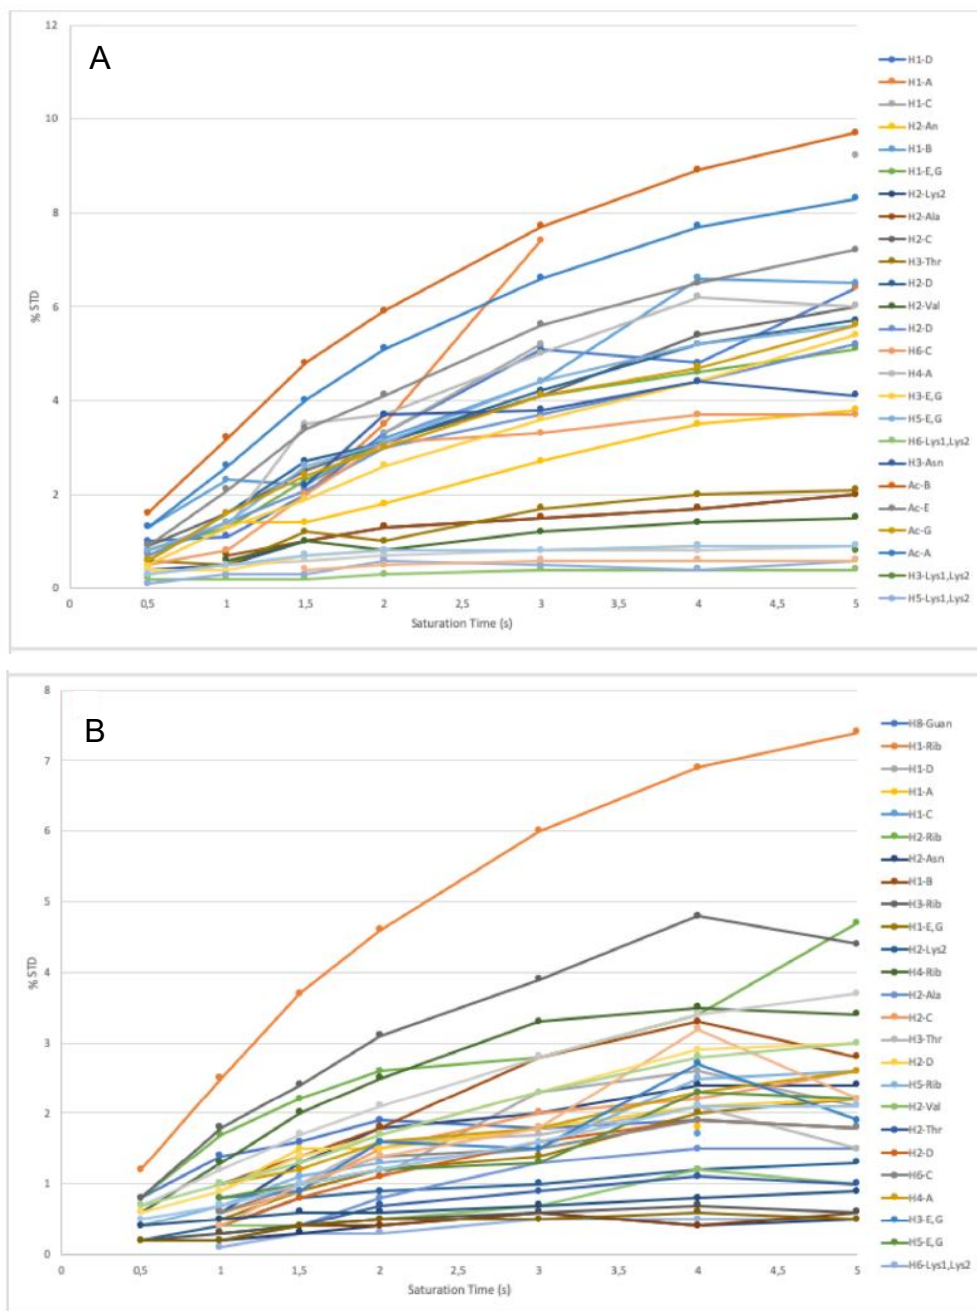 A
12
10
8
6
4
2
0
% STD
0
0,5
1
1,5
2
2,5
3
3,5
4
4,5
5
Saturation Time (s)
H1-D
H1-A
H1-C
H2-An
H1-B
H1-E,G
H2-Lys2
H2-Ala
H2-C
H3-Thr
H2-D
H2-Val
H2-D
H6-C
H4-A
H3-E,G
H5-E,G
H6-Lys1,Lys2
H3-Asn
Ac-B
Ac-E
Ac-G
Ac-A
H3-Lys1,Lys2
H5-Lys1,Lys2
B
8
7
6
5
4
3
2
1
0
% STD
0
0,5
1
1,5
2
2,5
3
3,5
4
4,5
5
Saturation Time (s)
H8-Guan
H1-Rib
H1-D
H1-A
H1-C
H2-Rib
H2-Asn
H1-B
H3-Rib
H1-E,G
H2-Lys2
H4-Rib
H2-Ala
H2-C
H3-Thr
H2-D
H5-Rib
H2-Val
H2-Thr
H2-D
H6-C
H4-A
H3-E,G
H5-E,G
H6-Lys1,Lys2